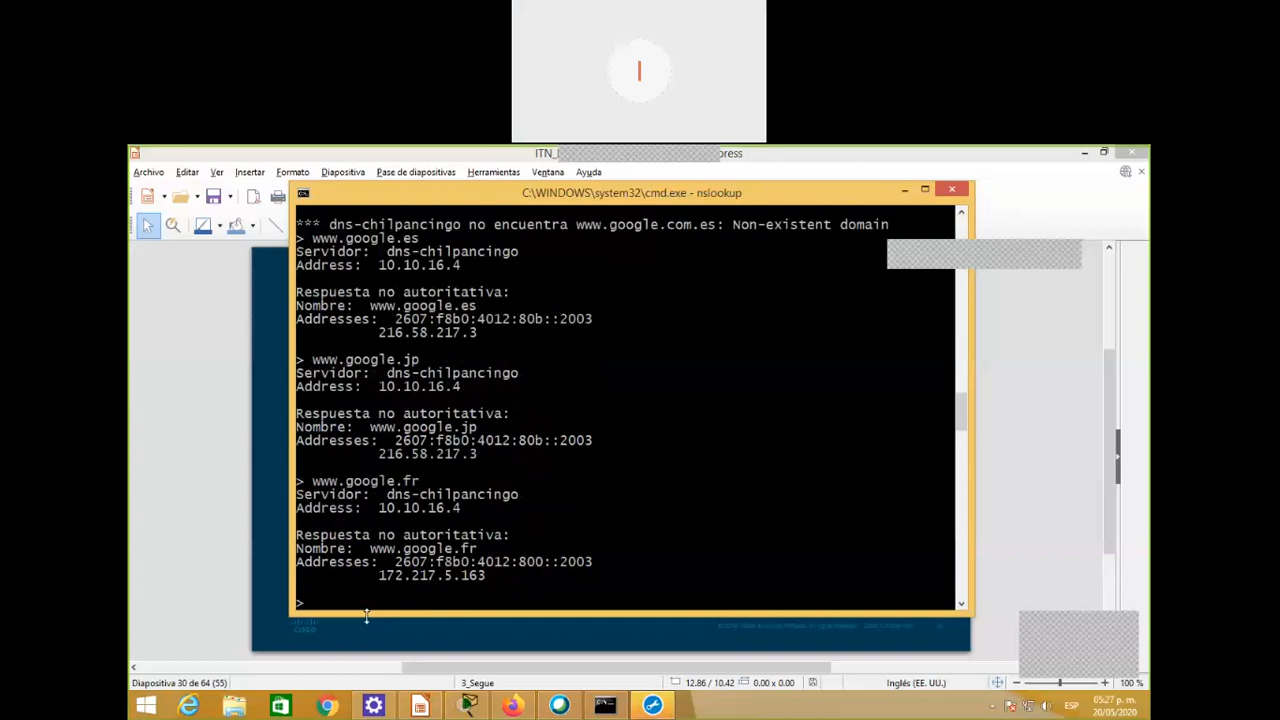 I
ITN_ press
Archivo Editar Ver Insertar Formato Diapositiva Pase de diapositivas Herramientas Ventana Ayuda
C:\WINDOWS\system32\cmd.exe - nslookup
*** dns-chilpancingo no encuentra www.google.com.es: Non-existent domain
> www.google.es
Servidor:  dns-chilpancingo
Address:  10.10.16.4
Respuesta no autoritativa:
Nombre:  www.google.es
Addresses:  2607:f8b0:4012:80b::2003
216.58.217.3
> www.google.jp
Servidor:  dns-chilpancingo
Address:  10.10.16.4
Respuesta no autoritativa:
Nombre:  www.google.jp
Addresses:  2607:f8b0:4012:80b::2003
216.58.217.3
> www.google.fr
Servidor:  dns-chilpancingo
Address:  10.10.16.4
Respuesta no autoritativa:
Nombre:  www.google.fr
Addresses:  2607:f8b0:4012:800::2003
172.217.5.163
>
CISCO
Diapositiva 30 de 64 (55) 3_Segue 12.86 / 10.42 0.00 x 0.00 Inglés (EE. UU.) 100 %
ESP 05:27 p. m.
20/05/2020